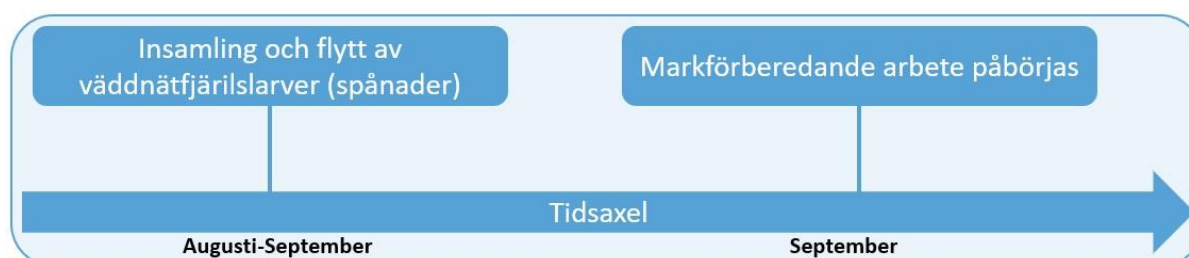 Insamling och flytt av
väddnätfjärilslarver (spånader)
Markförberedande arbete påbörjas
Tidsaxel
Augusti-September
September